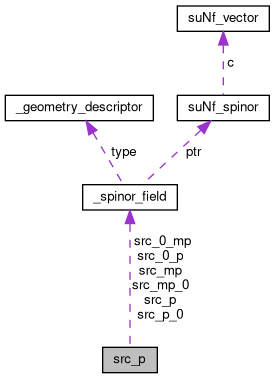 suNf_vector
c
_geometry_descriptor
suNf_spinor
type
ptr
_spinor_field
src_0_mp
src_0_p
src_mp
src_mp_0
src_p
src_p_0
src_p